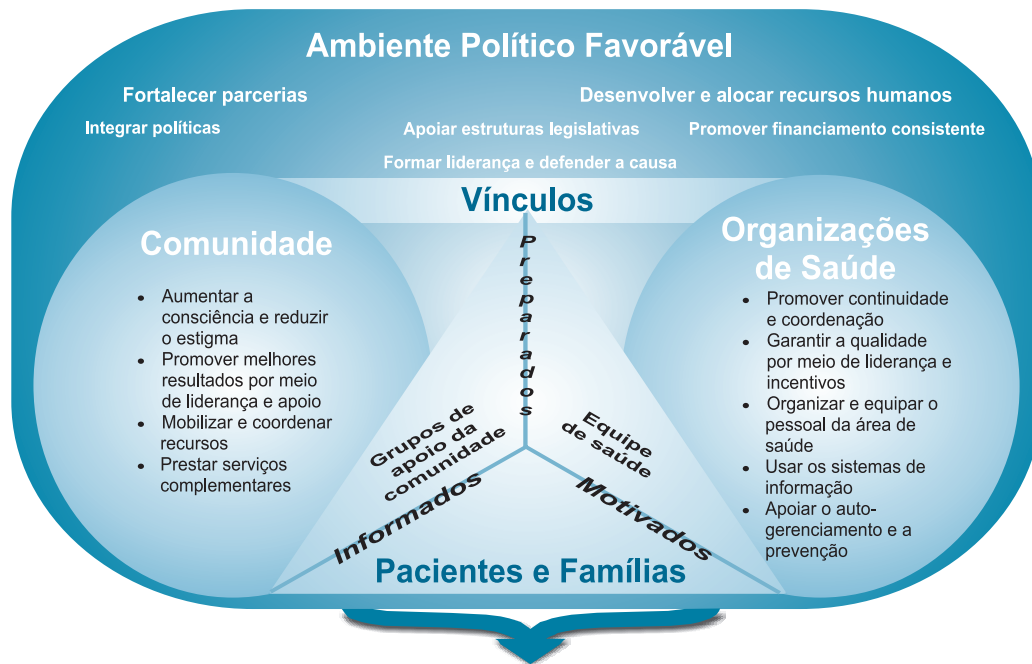 Ambiente Político Favorável
Fortalecer parcerias
Desenvolver e alocar recursos humanos
Integrar políticas
Apoiar estruturas legislativas
Promover financiamento consistente
Formar liderança e defender a causa
Vínculos
Comunidade
• Aumentar a
consciência e reduzir
o estigma
• Promover melhores
resultados por meio
de liderança e apoio
• Mobilizar e coordenar
recursos
• Prestar serviços
complementares
Preparados
Grupos de
apoio da
comunidade
Equipe
de saúde
Informados
Motivados
Pacientes e Famílias
Organizações
de Saúde
• Promover continuidade
e coordenação
• Garantir a qualidade
por meio de liderança e
incentivos
• Organizar e equipar o
pessoal da área de
saúde
• Usar os sistemas de
informação
• Apoiar o auto-
gerenciamento e a
prevenção